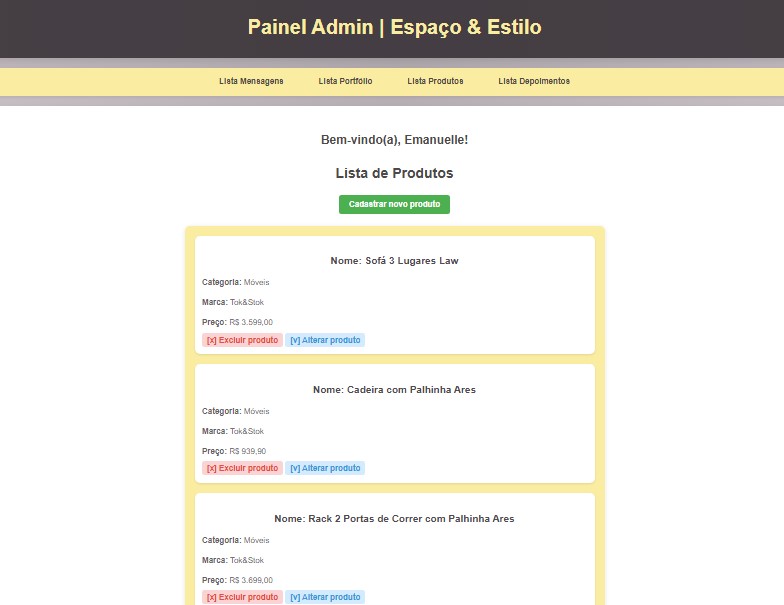 Painel Admin | Espaço & Estilo
Lista Mensagens Lista Portfólio Lista Produtos Lista Depoimentos
Bem-vindo(a), Emanuelle!
Lista de Produtos
Cadastrar novo produto
Nome: Sofá 3 Lugares Law
Categoria: Móveis
Marca: Tok&Stok
Preço: R$ 3.599,00
[x] Excluir produto [v] Alterar produto
Nome: Cadeira com Palhinha Ares
Categoria: Móveis
Marca: Tok&Stok
Preço: R$ 939,90
[x] Excluir produto [v] Alterar produto
Nome: Rack 2 Portas de Correr com Palhinha Ares
Categoria: Móveis
Marca: Tok&Stok
Preço: R$ 3.699,00
[x] Excluir produto [v] Alterar produto